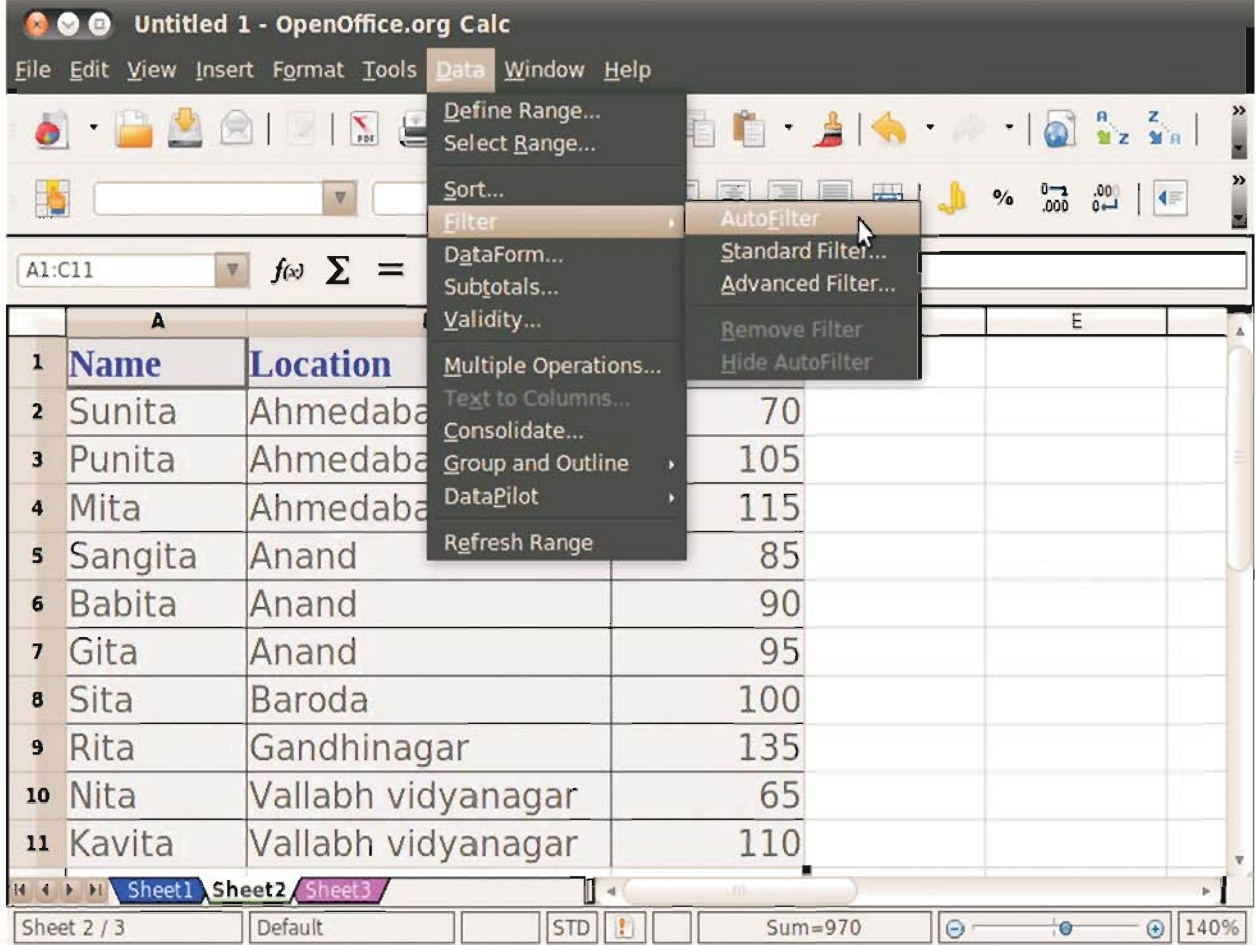 Untitled 1 - OpenOffice.org Calc
File Edit View Insert Format Tools Data Window Help
Define Range...
Select Range...
Sort...
Filter
DataForm...
Subtotals...
Validity...
Multiple Operations...
Text to Columns...
Consolidate...
Group and Outline
DataPilot
Refresh Range
AutoFilter
Standard Filter...
Advanced Filter...
Remove Filter
Hide AutoFilter
PDF
A Z
Z A
% 0 .000 .000 0
A1:C11 f(x) Σ =
A E
1 Name Location
2 Sunita Ahmedaba 70
3 Punita Ahmedaba 105
4 Mita Ahmedaba 115
5 Sangita Anand 85
6 Babita Anand 90
7 Gita Anand 95
8 Sita Baroda 100
9 Rita Gandhinagar 135
10 Nita Vallabh vidyanagar 65
11 Kavita Vallabh vidyanagar 110
Sheet1 Sheet2 Sheet3
Sheet 2 / 3 Default STD Sum=970 140%